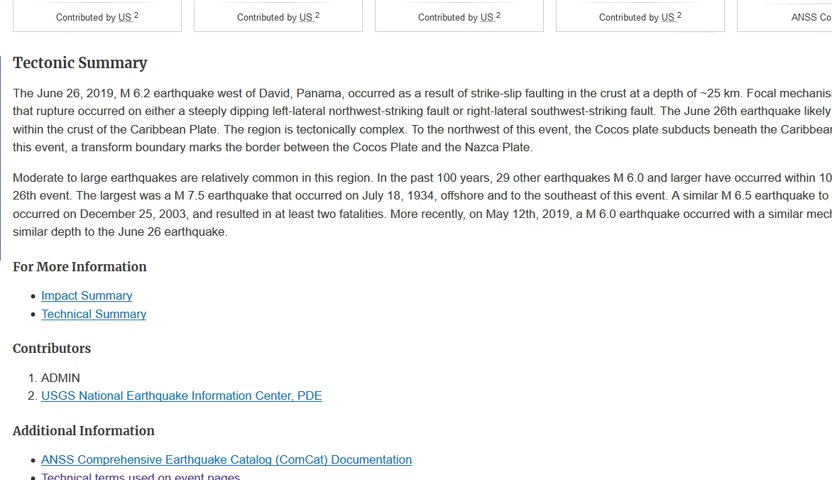 Contributed by US 2
Contributed by US 2
Contributed by US 2
Contributed by US 2
ANSS Co
Tectonic Summary
The June 26, 2019, M 6.2 earthquake west of David, Panama, occurred as a result of strike-slip faulting in the crust at a depth of ~25 km. Focal mechanis
that rupture occurred on either a steeply dipping left-lateral northwest-striking fault or right-lateral southwest-striking fault. The June 26th earthquake likely
within the crust of the Caribbean Plate. The region is tectonically complex. To the northwest of this event, the Cocos plate subducts beneath the Caribbea
this event, a transform boundary marks the border between the Cocos Plate and the Nazca Plate.
Moderate to large earthquakes are relatively common in this region. In the past 100 years, 29 other earthquakes M 6.0 and larger have occurred within 10
26th event. The largest was a M 7.5 earthquake that occurred on July 18, 1934, offshore and to the southeast of this event. A similar M 6.5 earthquake to
occurred on December 25, 2003, and resulted in at least two fatalities. More recently, on May 12th, 2019, a M 6.0 earthquake occurred with a similar mec
similar depth to the June 26 earthquake.
For More Information
• Impact Summary
• Technical Summary
Contributors
1. ADMIN
2. USGS National Earthquake Information Center, PDE
Additional Information
• ANSS Comprehensive Earthquake Catalog (ComCat) Documentation
• Technical terms used on event pages